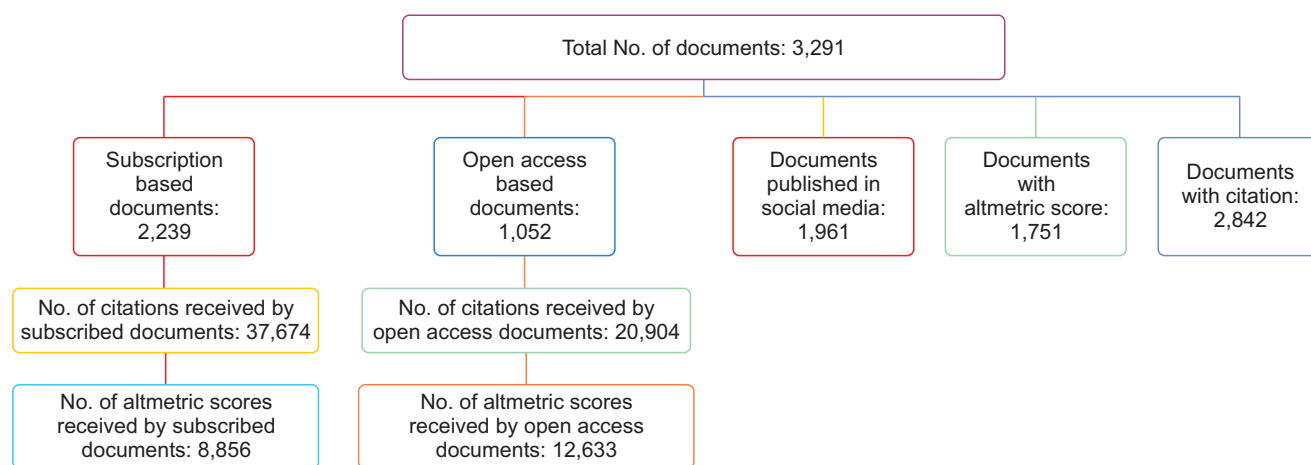 Total No. of documents: 3,291
Subscription
based
documents:
2,239
Open access
based
documents:
1,052
Documents
published in
social media:
1,961
Documents
with
altmetric score:
1,751
Documents
with citation:
2,842
No. of citations received by
subscribed documents: 37,674
No. of citations received by
open access documents: 20,904
No. of altmetric scores
received by subscribed
documents: 8,856
No. of altmetric scores
received by open access
documents: 12,633